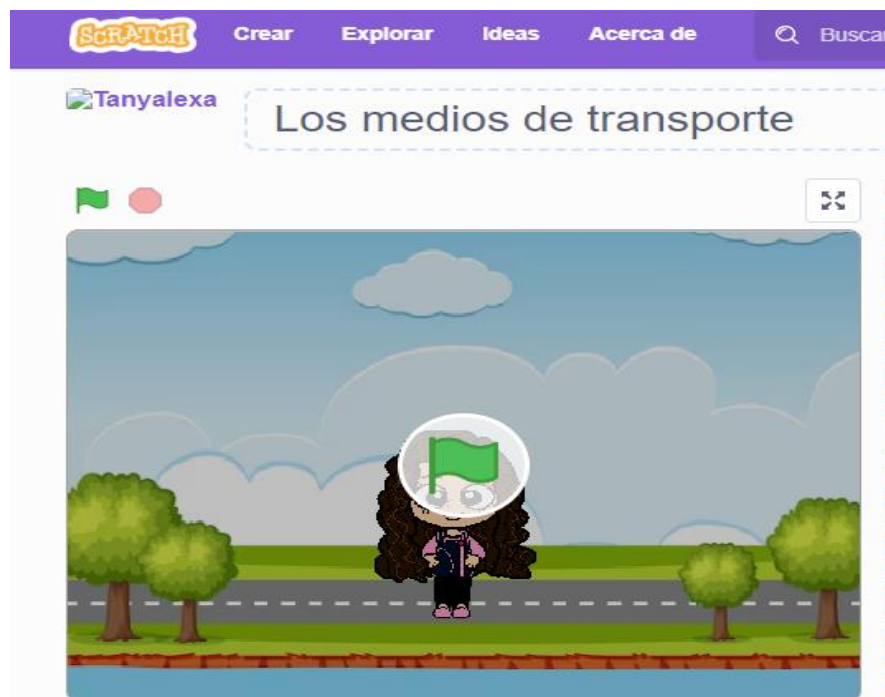 SCRATCH Crear Explorar Ideas Acerca de Buscar
Tanyalexa
Los medios de transporte